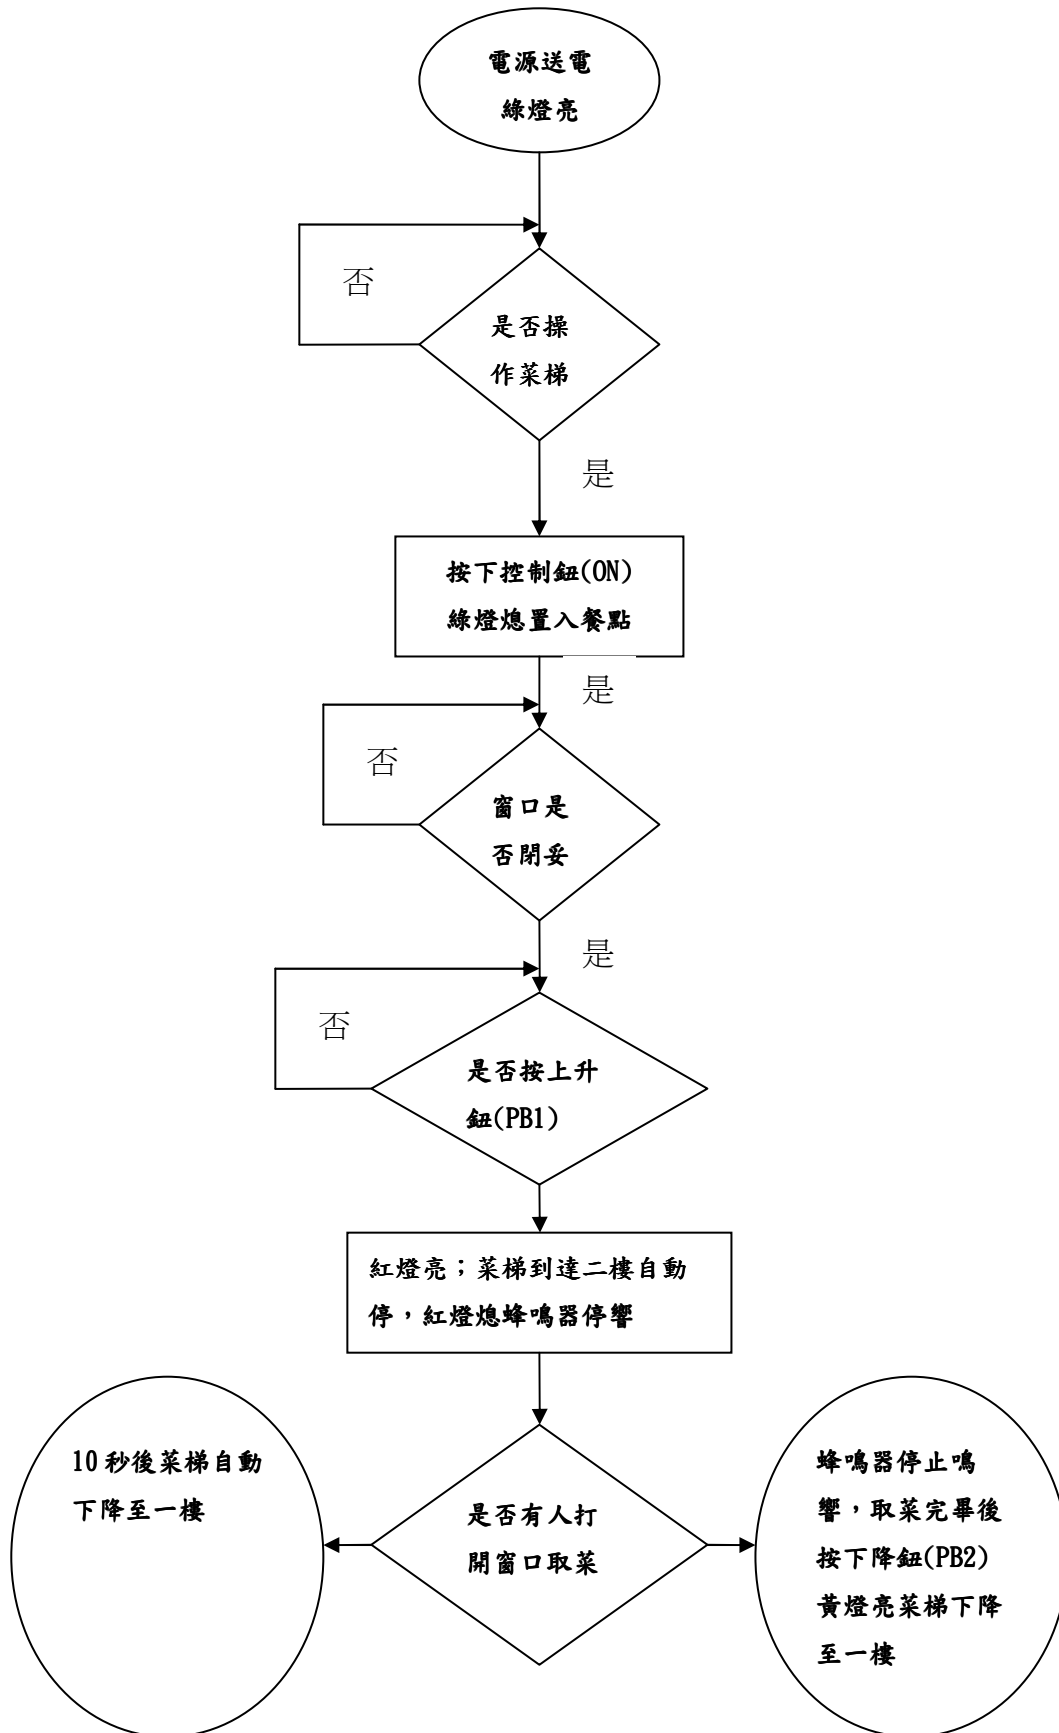 電源送電
綠燈亮
否
是否操
作菜梯
是
按下控制鈕(ON)
綠燈熄置入餐點
是
否
窗口是
否閉妥
是
否
是否按上升
鈕(PB1)
紅燈亮；菜梯到達二樓自動
停，紅燈熄蜂鳴器停響
10秒後菜梯自動
下降至一樓
是否有人打
開窗口取菜
蜂鳴器停止鳴
響，取菜完畢後
按下降鈕(PB2)
黃燈亮菜梯下降
至一樓